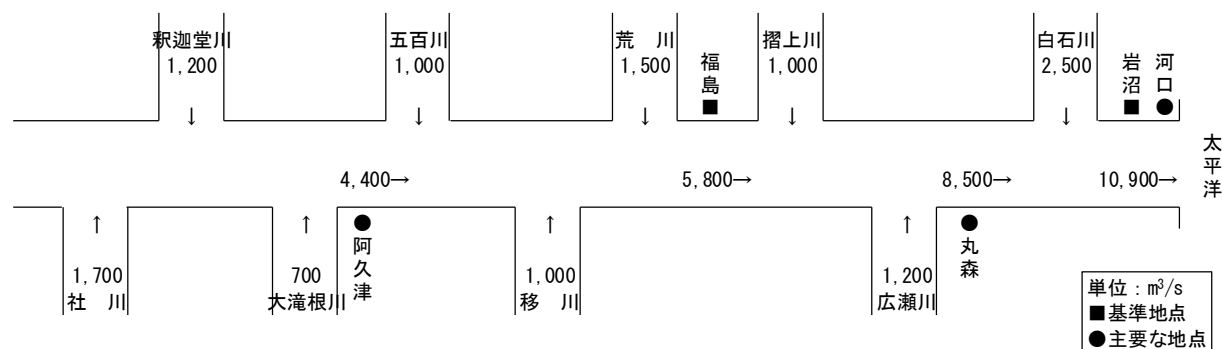 釈迦堂川
1,200
↓
五百川
1,000
↓
荒　川
1,500
↓
福島
■
摺上川
1,000
↓
白石川
2,500
↓
岩沼
■
河口
●
太平洋
4,400→
5,800→
8,500→
10,900→
↑
1,700
社　川
↑
700
大滝根川
●
阿久津
↑
1,000
移　川
↑
1,200
広瀬川
●
丸森
単位：m³/s
■基準地点
●主要な地点